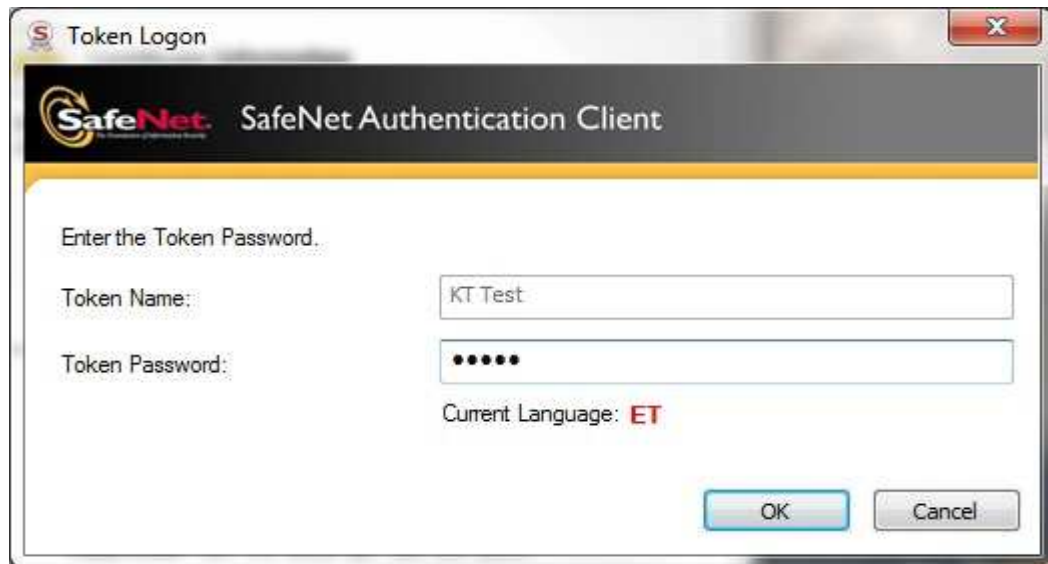 Token Logon
SafeNet. SafeNet Authentication Client
Enter the Token Password.
Token Name: KT Test
Token Password: •••••
Current Language: ET
OK Cancel